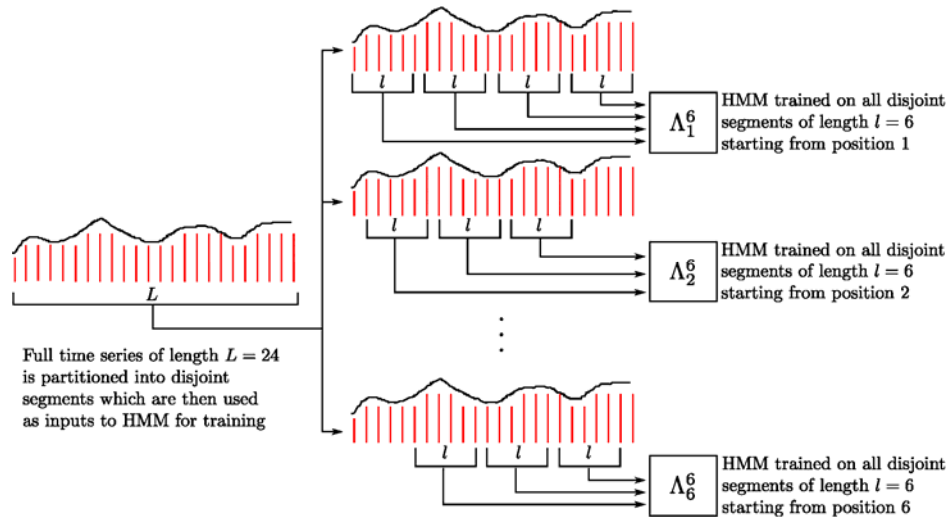 l l l l
Λ₁⁶
HMM trained on all disjoint
segments of length l = 6
starting from position 1
l l l
Λ₂⁶
HMM trained on all disjoint
segments of length l = 6
starting from position 2
L
Full time series of length L = 24
is partitioned into disjoint
segments which are then used
as inputs to HMM for training
l l l
Λ₆⁶
HMM trained on all disjoint
segments of length l = 6
starting from position 6